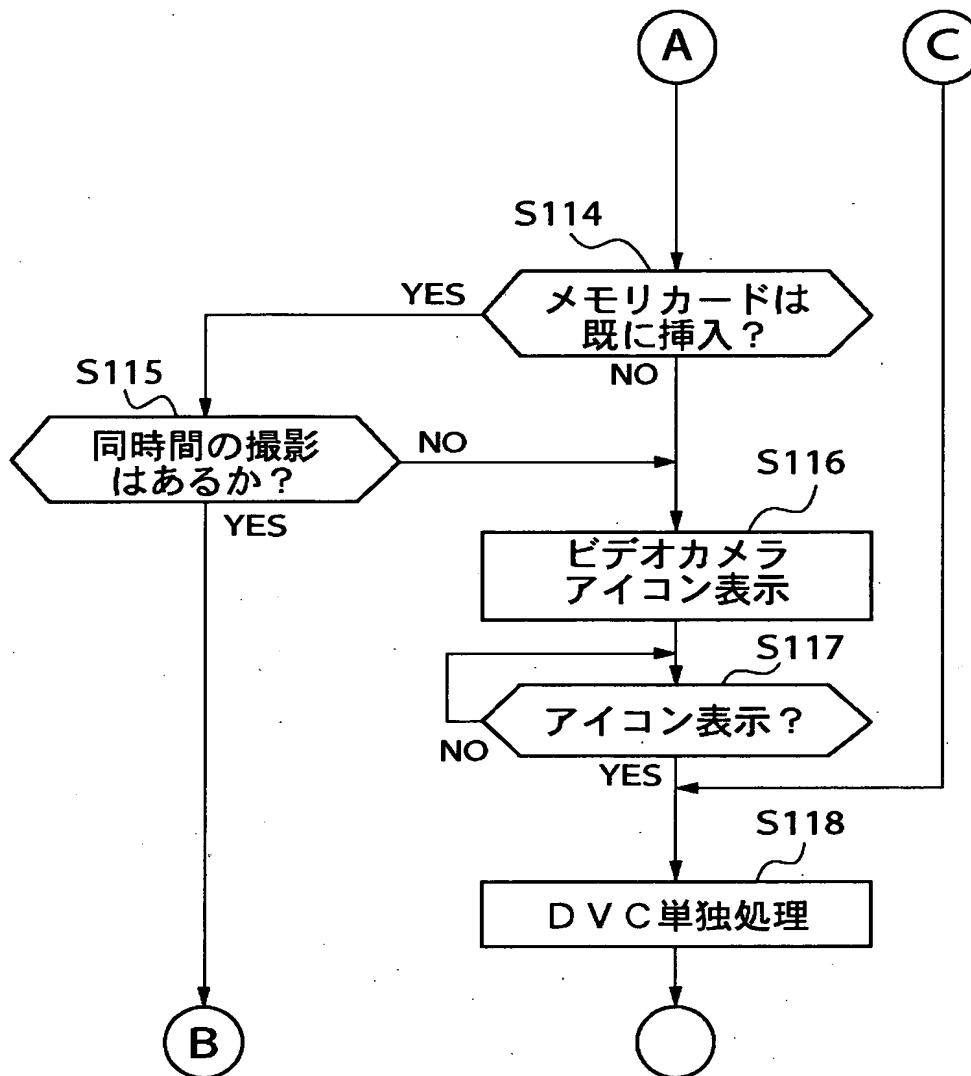 A
C
S114
YES
メモリカードは
既に挿入？
NO
S115
同時間の撮影
はあるか？
NO
YES
S116
ビデオカメラ
アイコン表示
S117
アイコン表示？
NO
YES
S118
ＤＶＣ単独処理
B